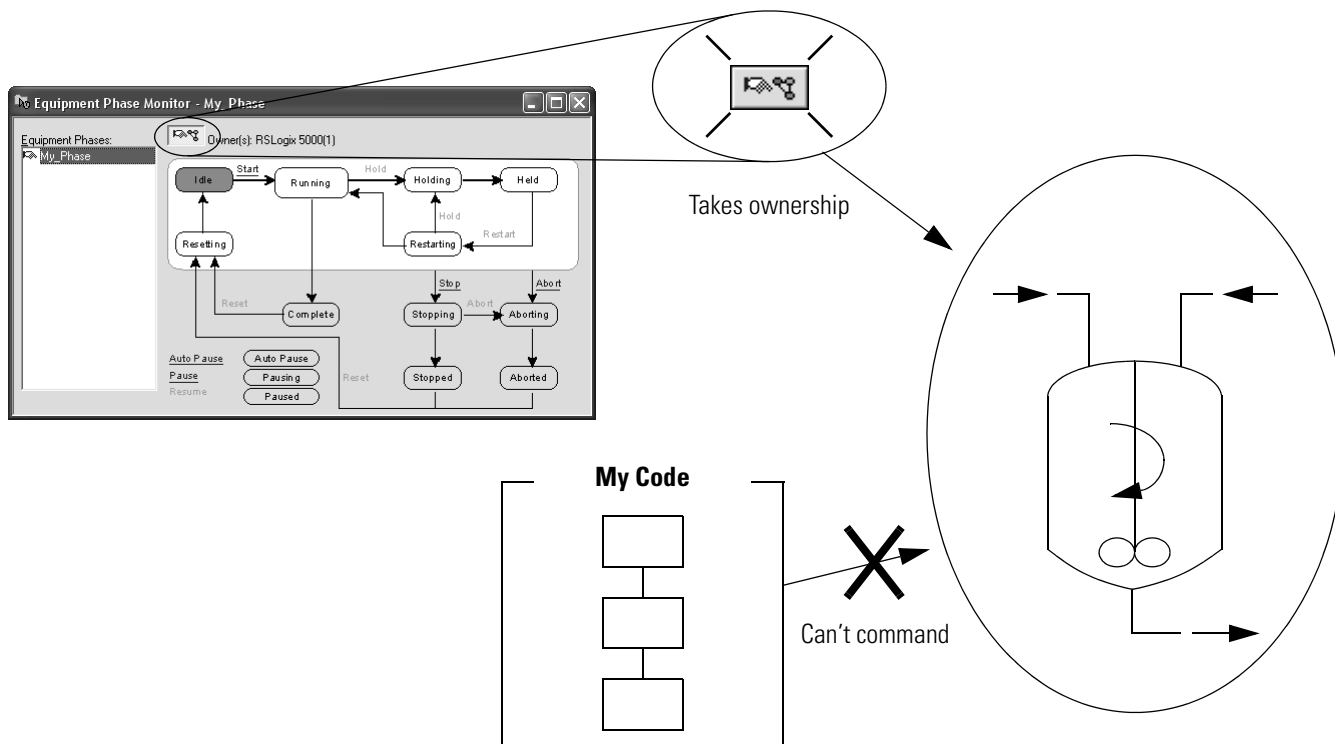 Equipment Phase Monitor - My_Phase
Equipment Phases:
My_Phase
Owner(s): RSLogix 5000(1)
Idle
Start
Running
Hold
Holding
Held
Hold
Resetting
Restarting
Restart
Stop
Abort
Reset
Complete
Stopping
Abort
Aborting
Auto Pause
Auto Pause
Pause
Pausing
Reset
Stopped
Aborted
Resume
Paused
Takes ownership
My Code
Can't command